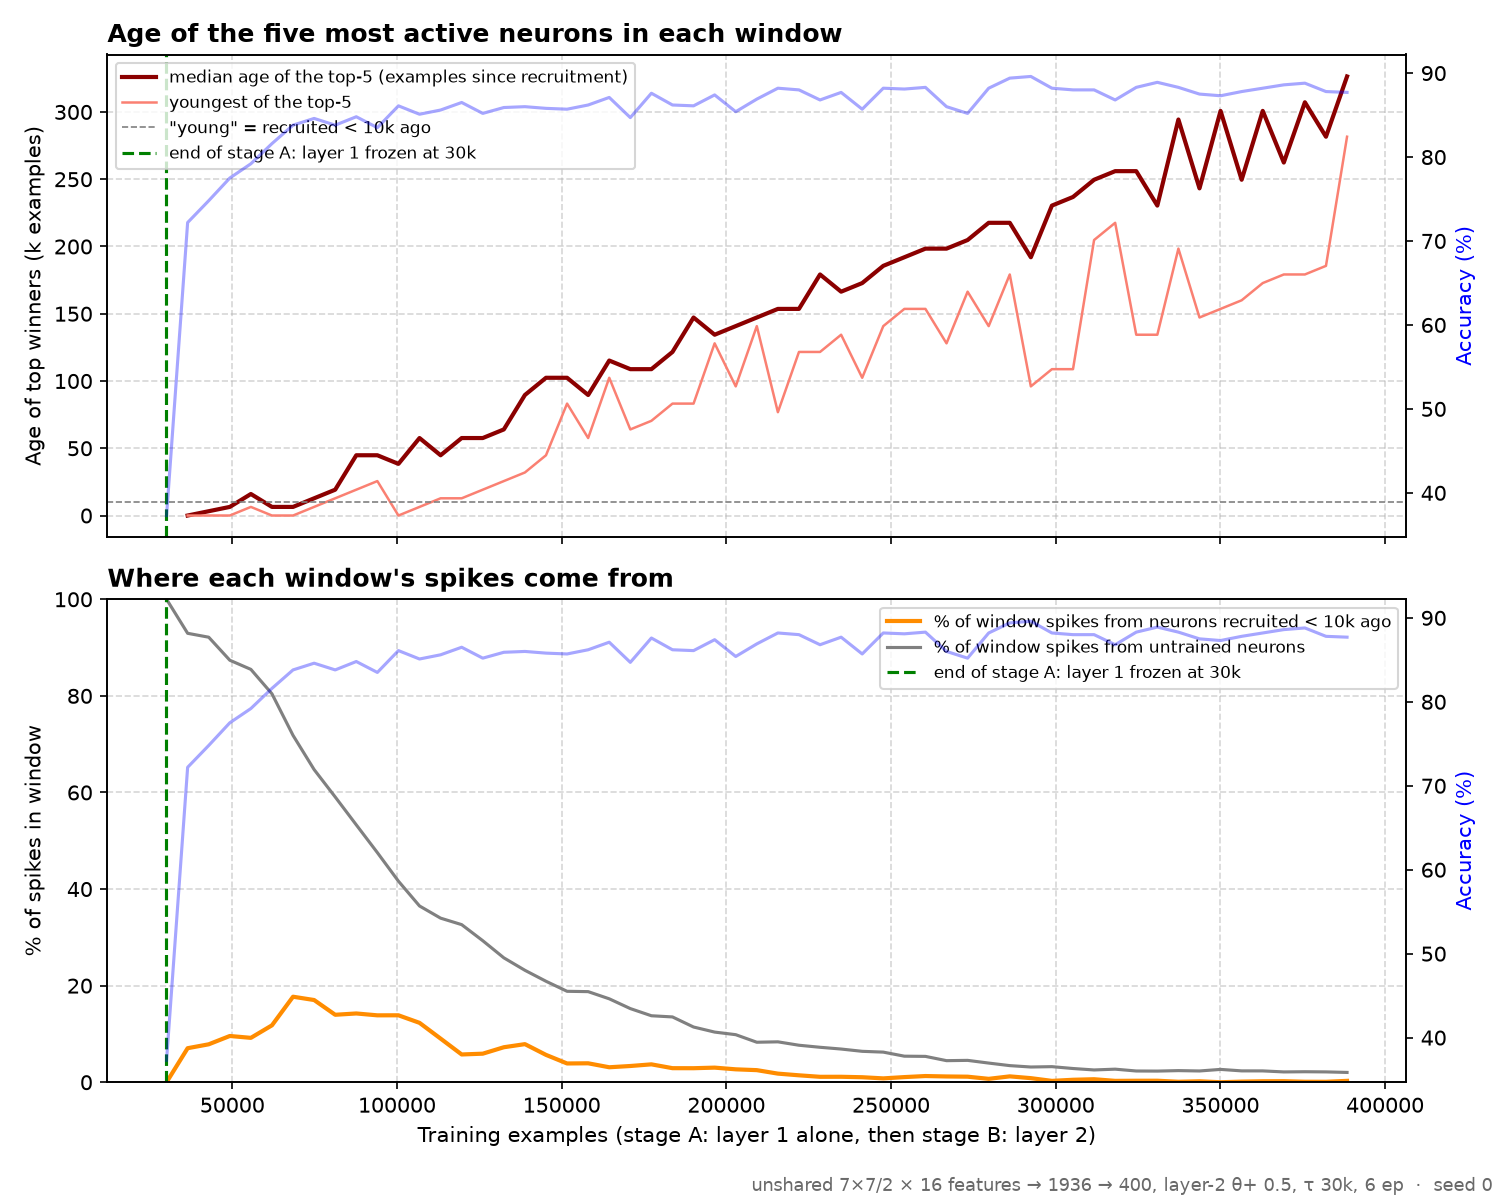 Age of the five most active neurons in each window
median age of the top-5 (examples since recruitment)
youngest of the top-5
"young" = recruited < 10k ago
end of stage A: layer 1 frozen at 30k
Age of top winners (k examples)
300
250
200
150
100
50
0
90
80
70
60
50
40
Accuracy (%)
Where each window's spikes come from
% of window spikes from neurons recruited < 10k ago
% of window spikes from untrained neurons
end of stage A: layer 1 frozen at 30k
% of spikes in window
100
80
60
40
20
0
90
80
70
60
50
40
Accuracy (%)
50000 100000 150000 200000 250000 300000 350000 400000
Training examples (stage A: layer 1 alone, then stage B: layer 2)
unshared 7×7/2 × 16 features → 1936 → 400, layer-2 θ+ 0.5, τ 30k, 6 ep · seed 0